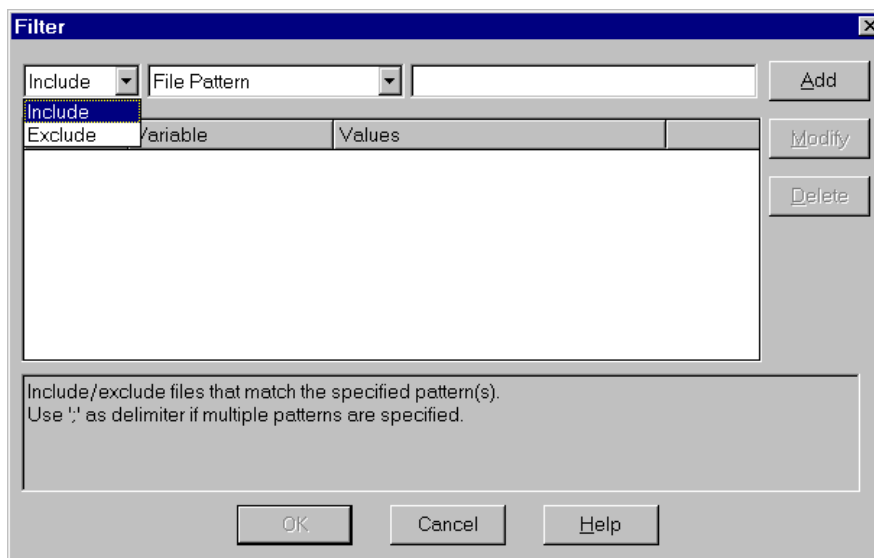 Filter
Include File Pattern Add
Include
Exclude Variable Values Modify
Delete
Include/exclude files that match the specified pattern(s).
Use ';' as delimiter if multiple patterns are specified.
OK Cancel Help